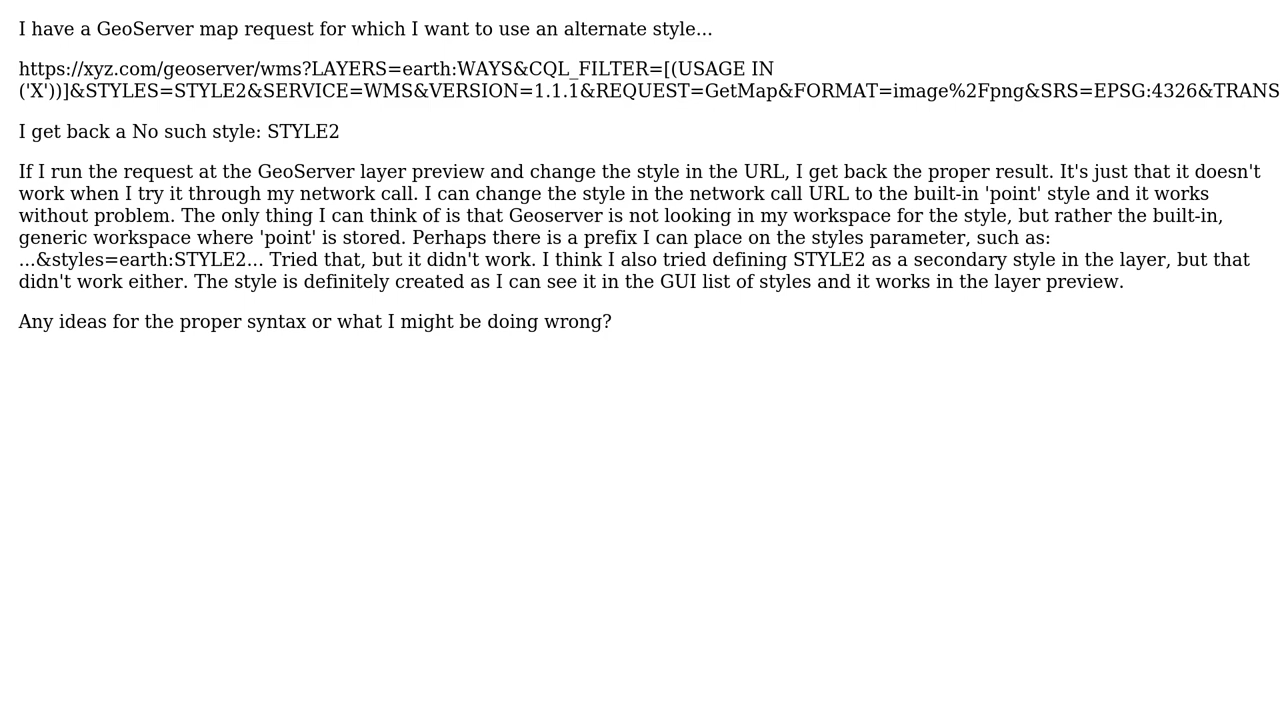 I have a GeoServer map request for which I want to use an alternate style...
https://xyz.com/geoserver/wms?LAYERS=earth:WAYS&CQL_FILTER=[(USAGE IN
('X'))]&STYLES=STYLE2&SERVICE=WMS&VERSION=1.1.1&REQUEST=GetMap&FORMAT=image%2Fpng&SRS=EPSG:4326&TRANS
I get back a No such style: STYLE2
If I run the request at the GeoServer layer preview and change the style in the URL, I get back the proper result. It's just that it doesn't
work when I try it through my network call. I can change the style in the network call URL to the built-in 'point' style and it works
without problem. The only thing I can think of is that Geoserver is not looking in my workspace for the style, but rather the built-in,
generic workspace where 'point' is stored. Perhaps there is a prefix I can place on the styles parameter, such as:
...&styles=earth:STYLE2... Tried that, but it didn't work. I think I also tried defining STYLE2 as a secondary style in the layer, but that
didn't work either. The style is definitely created as I can see it in the GUI list of styles and it works in the layer preview.
Any ideas for the proper syntax or what I might be doing wrong?